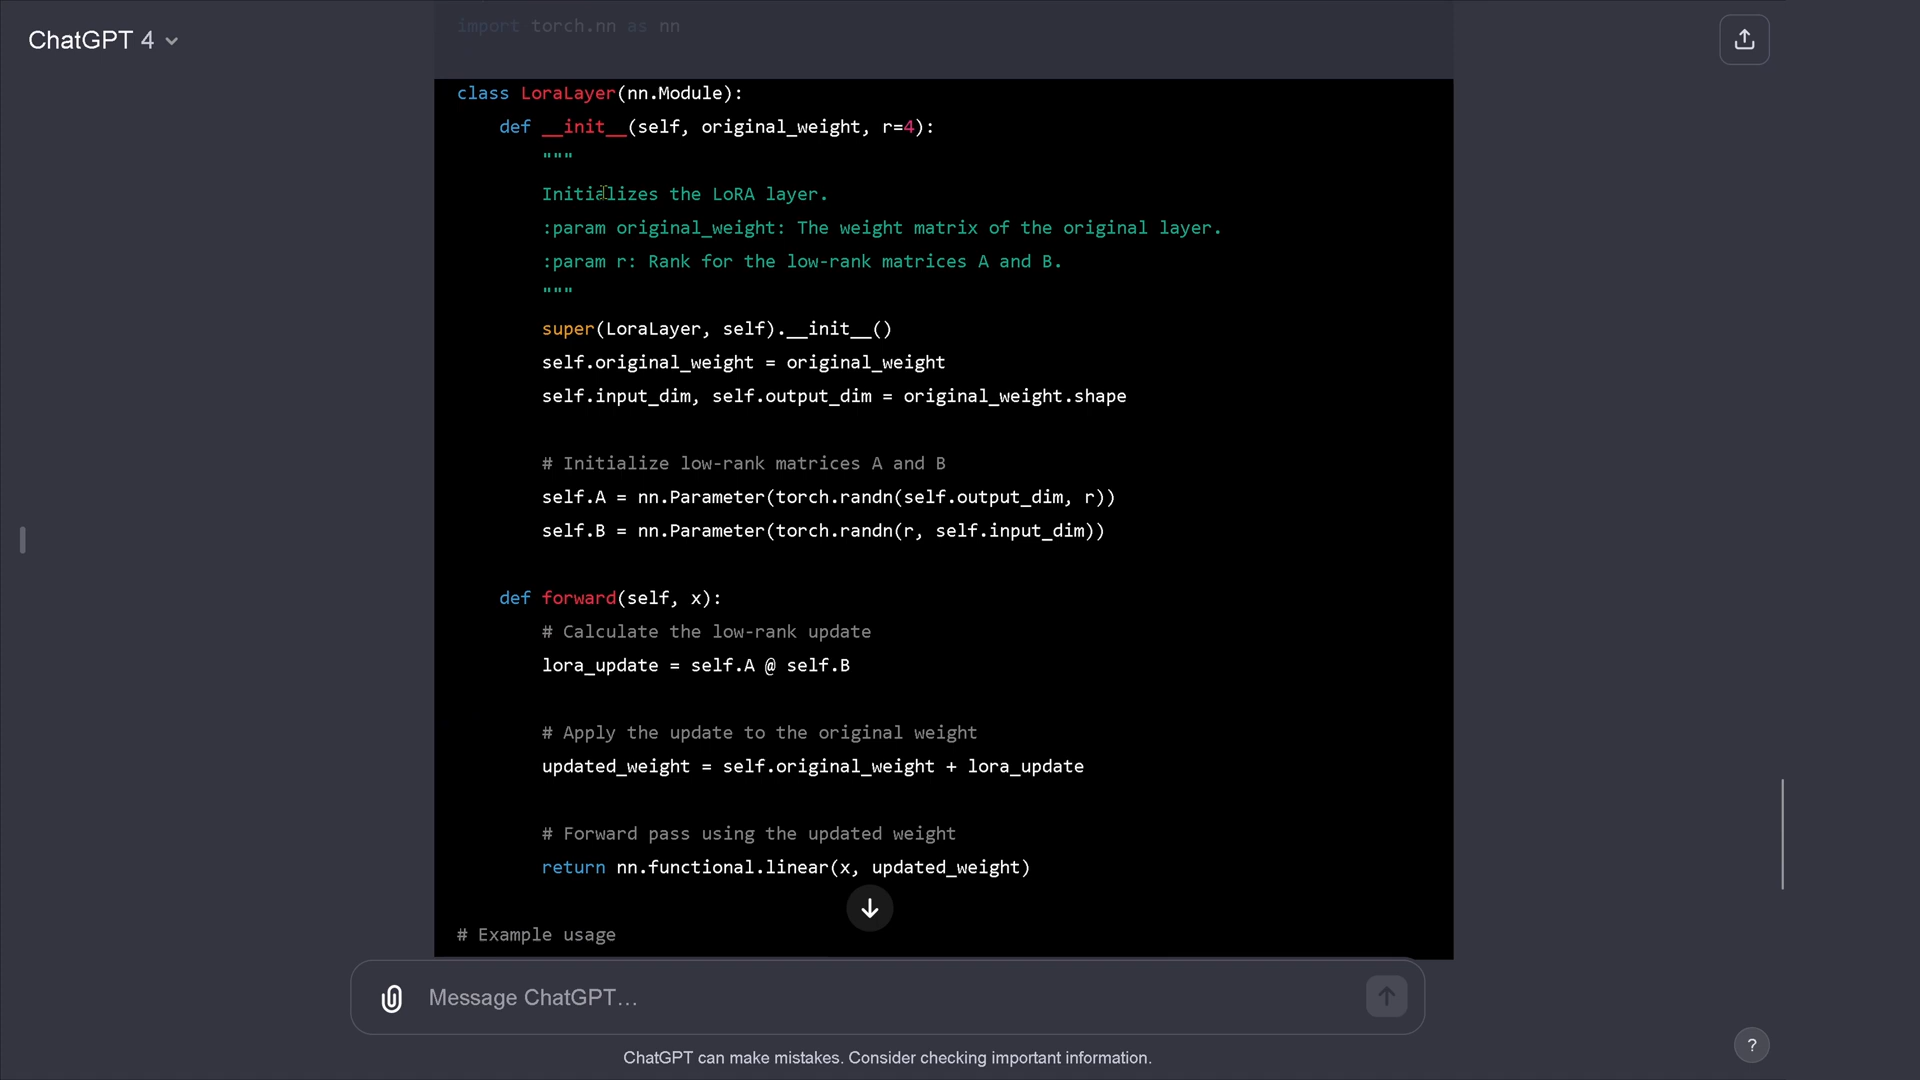 import torch.nn as nn
ChatGPT 4
class LoraLayer(nn.Module):
    def __init__(self, original_weight, r=4):
        """
        Initializes the LoRA layer.
        :param original_weight: The weight matrix of the original layer.
        :param r: Rank for the low-rank matrices A and B.
        """
        super(LoraLayer, self).__init__()
        self.original_weight = original_weight
        self.input_dim, self.output_dim = original_weight.shape
        # Initialize low-rank matrices A and B
        self.A = nn.Parameter(torch.randn(self.output_dim, r))
        self.B = nn.Parameter(torch.randn(r, self.input_dim))
    def forward(self, x):
        # Calculate the low-rank update
        lora_update = self.A @ self.B
        # Apply the update to the original weight
        updated_weight = self.original_weight + lora_update
        # Forward pass using the updated weight
        return nn.functional.linear(x, updated_weight)
# Example usage
Message ChatGPT…
ChatGPT can make mistakes. Consider checking important information.
?